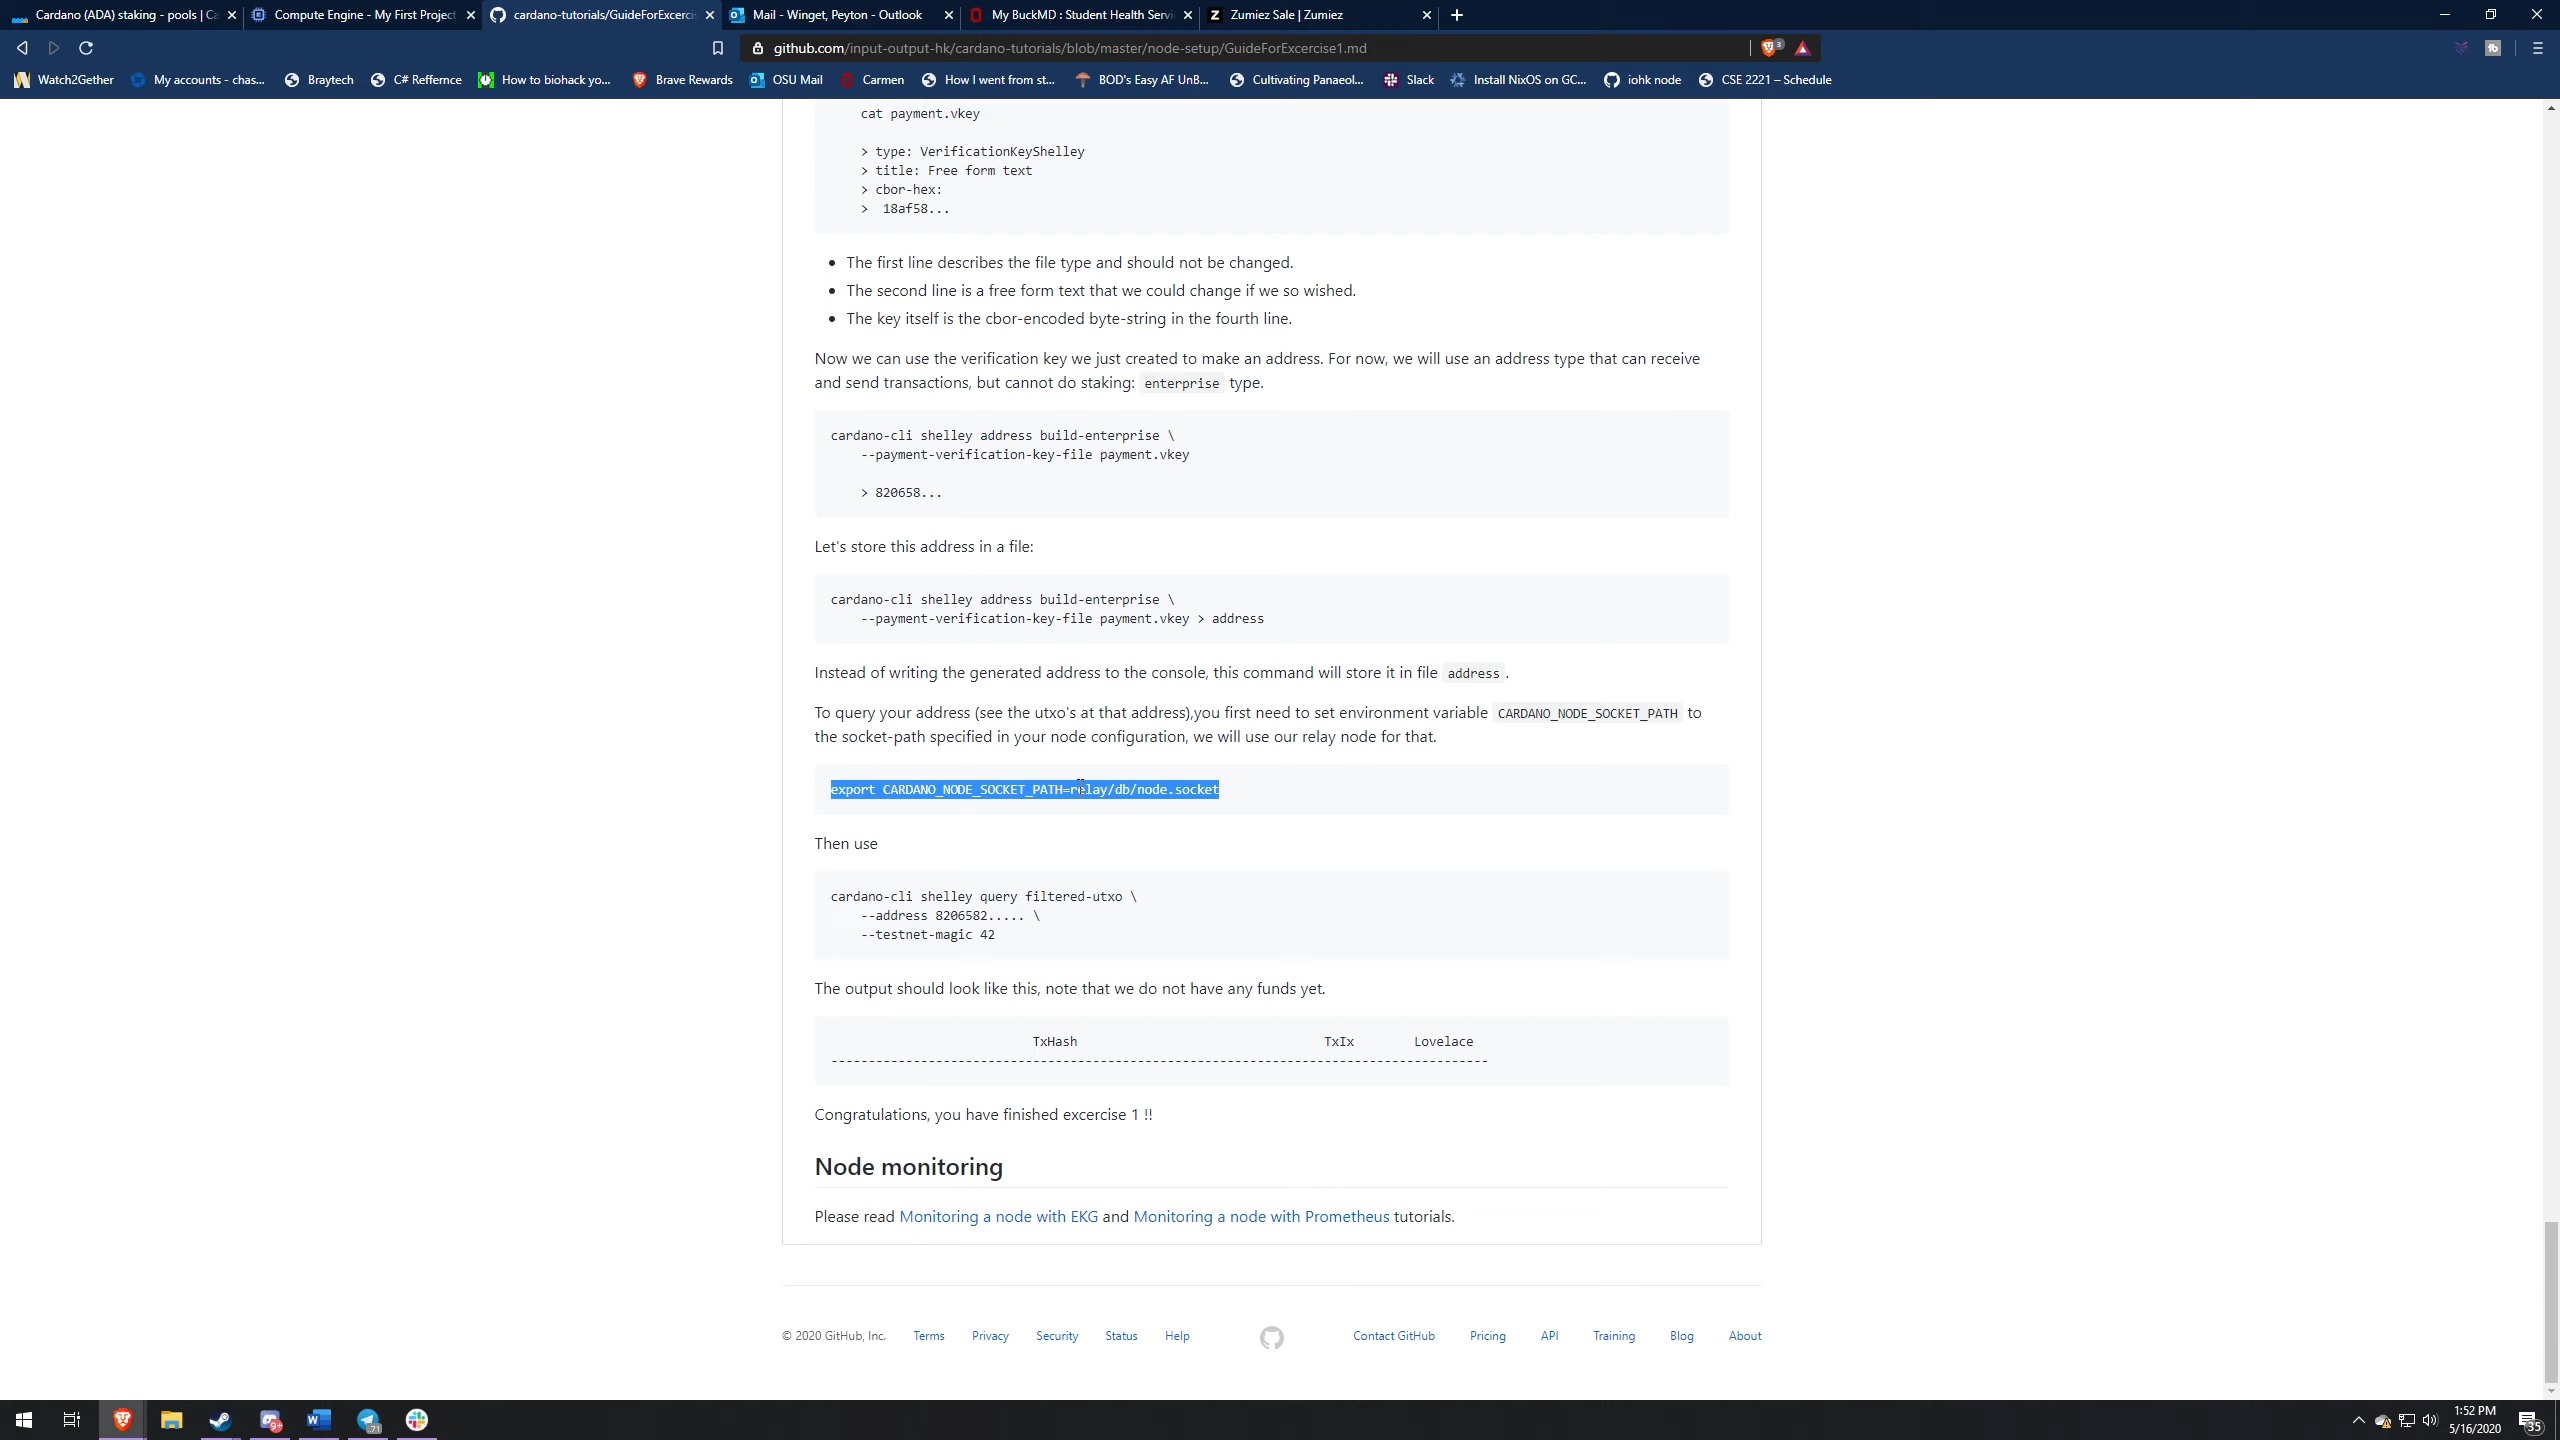 Cardano (ADA) staking - pools | Ca
Compute Engine - My First Project
cardano-tutorials/GuideForExcercis
Mail - Winget, Peyton - Outlook
My BuckMD : Student Health Servi
Zumiez Sale | Zumiez
github.com/input-output-hk/cardano-tutorials/blob/master/node-setup/GuideForExcercise1.md
Watch2Gether
My accounts - chas...
Braytech
C# Reffernce
How to biohack yo...
Brave Rewards
OSU Mail
Carmen
How I went from st...
BOD's Easy AF UnB...
Cultivating Panaeol...
Slack
Install NixOS on GC...
iohk node
CSE 2221 – Schedule
cat payment.vkey
> type: VerificationKeyShelley
> title: Free form text
> cbor-hex:
>  18af58...
• The first line describes the file type and should not be changed.
• The second line is a free form text that we could change if we so wished.
• The key itself is the cbor-encoded byte-string in the fourth line.
Now we can use the verification key we just created to make an address. For now, we will use an address type that can receive
and send transactions, but cannot do staking: enterprise type.
cardano-cli shelley address build-enterprise \
--payment-verification-key-file payment.vkey
> 820658...
Let's store this address in a file:
cardano-cli shelley address build-enterprise \
--payment-verification-key-file payment.vkey > address
Instead of writing the generated address to the console, this command will store it in file address .
To query your address (see the utxo's at that address),you first need to set environment variable CARDANO_NODE_SOCKET_PATH to
the socket-path specified in your node configuration, we will use our relay node for that.
export CARDANO_NODE_SOCKET_PATH=relay/db/node.socket
Then use
cardano-cli shelley query filtered-utxo \
--address 8206582..... \
--testnet-magic 42
The output should look like this, note that we do not have any funds yet.
TxHash TxIx Lovelace
----------------------------------------------------------------------------------------
Congratulations, you have finished excercise 1 !!
Node monitoring
Please read Monitoring a node with EKG and Monitoring a node with Prometheus tutorials.
© 2020 GitHub, Inc. Terms Privacy Security Status Help Contact GitHub Pricing API Training Blog About
1:52 PM
5/16/2020
35